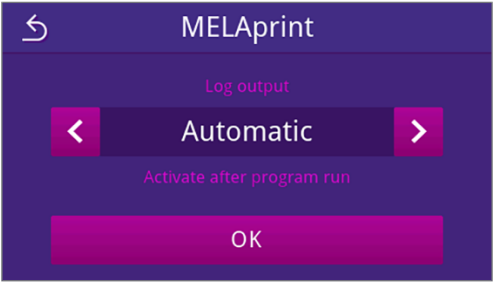 MELAprint
Log output
Automatic
Activate after program run
OK